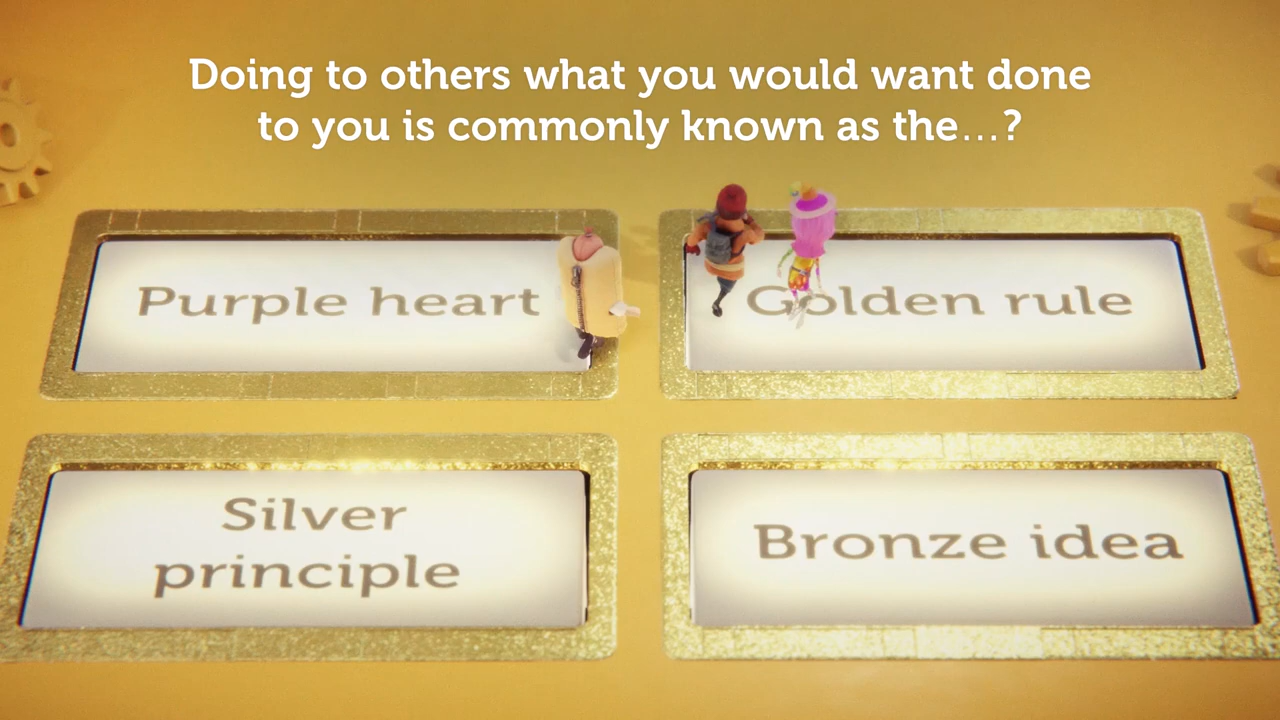 Doing to others what you would want done
to you is commonly known as the...?
Purple heart
Golden rule
Silver
principle
Bronze idea